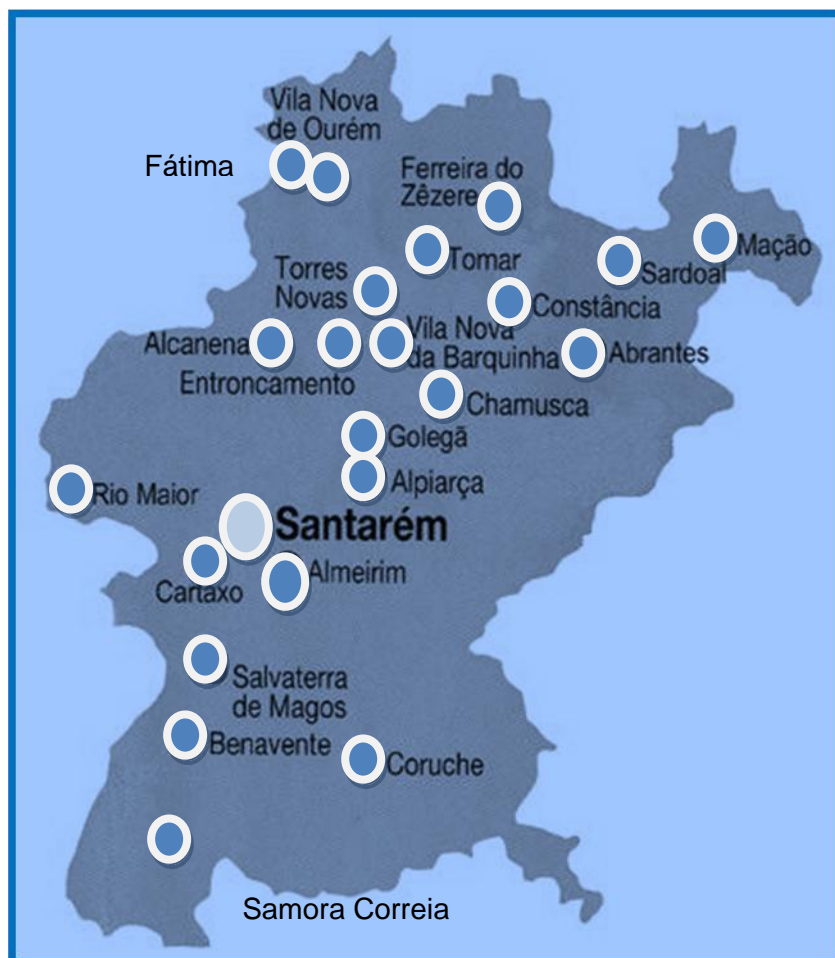 Vila Nova
de Ourém
Fátima
Ferreira do
Zêzere
Mação
Tomar
Sardoal
Torres
Novas
Constância
Alcanena
Vila Nova
da Barquinha
Abrantes
Entroncamento
Chamusca
Golegã
Alpiarça
Rio Maior
Santarém
Almeirim
Cartaxo
Salvaterra
de Magos
Benavente
Coruche
Samora Correia